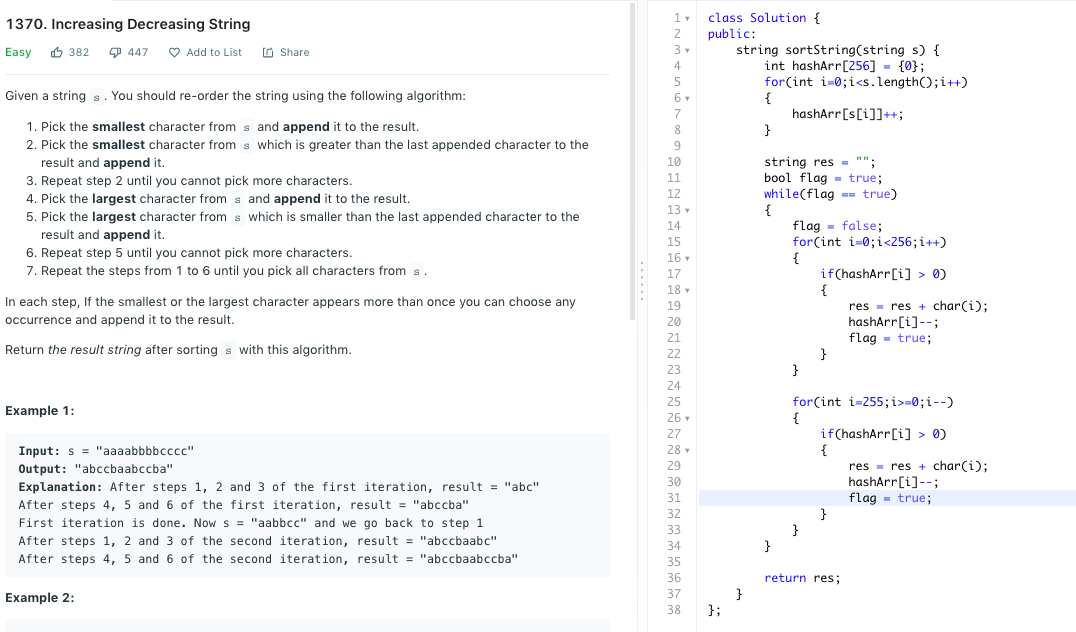 1370. Increasing Decreasing String
Easy 382 447 Add to List Share
Given a string s . You should re-order the string using the following algorithm:
1. Pick the smallest character from s and append it to the result.
2. Pick the smallest character from s which is greater than the last appended character to the
result and append it.
3. Repeat step 2 until you cannot pick more characters.
4. Pick the largest character from s and append it to the result.
5. Pick the largest character from s which is smaller than the last appended character to the
result and append it.
6. Repeat step 5 until you cannot pick more characters.
7. Repeat the steps from 1 to 6 until you pick all characters from s .
In each step, If the smallest or the largest character appears more than once you can choose any
occurrence and append it to the result.
Return the result string after sorting s with this algorithm.
Example 1:
Input: s = "aaaabbbbcccc"
Output: "abccbaabccba"
Explanation: After steps 1, 2 and 3 of the first iteration, result = "abc"
After steps 4, 5 and 6 of the first iteration, result = "abccba"
First iteration is done. Now s = "aabbcc" and we go back to step 1
After steps 1, 2 and 3 of the second iteration, result = "abccbaabc"
After steps 4, 5 and 6 of the second iteration, result = "abccbaabccba"
Example 2:
1 class Solution {
2 public:
3 string sortString(string s) {
4 int hashArr[256] = {0};
5 for(int i=0;i<s.length();i++)
6 {
7 hashArr[s[i]]++;
8 }
9
10 string res = "";
11 bool flag = true;
12 while(flag == true)
13 {
14 flag = false;
15 for(int i=0;i<256;i++)
16 {
17 if(hashArr[i] > 0)
18 {
19 res = res + char(i);
20 hashArr[i]--;
21 flag = true;
22 }
23 }
24
25 for(int i=255;i>=0;i--)
26 {
27 if(hashArr[i] > 0)
28 {
29 res = res + char(i);
30 hashArr[i]--;
31 flag = true;
32 }
33 }
34 }
35
36 return res;
37 }
38 };